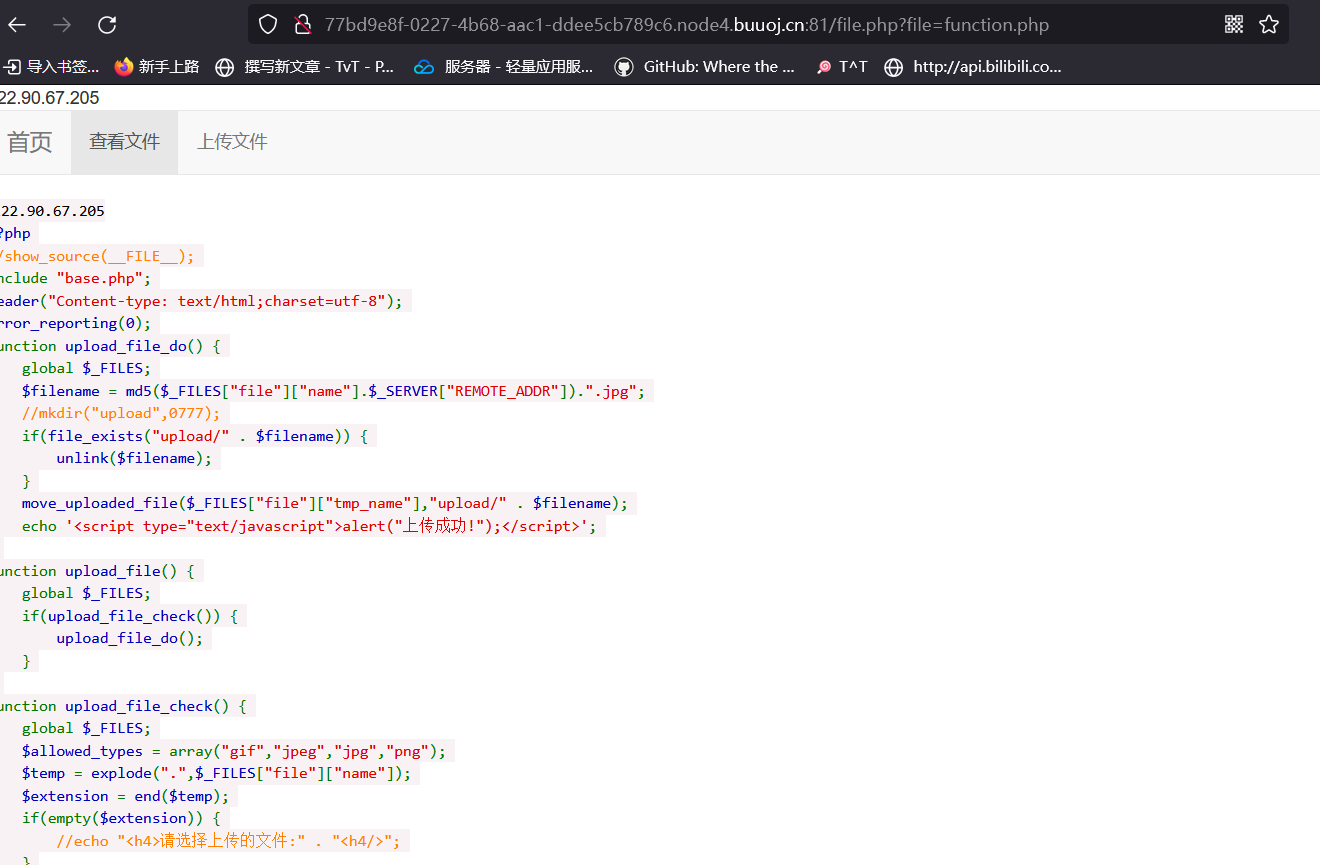 77bd9e8f-0227-4b68-aac1-ddee5cb789c6.node4.buuoj.cn:81/file.php?file=function.php
导入书签... 新手上路 撰写新文章 - TvT - P... 服务器 - 轻量应用服... GitHub: Where the ... T^T http://api.bilibili.co...
22.90.67.205
首页 查看文件 上传文件
22.90.67.205
?php
/show_source(__FILE__);
nclude "base.php";
eader("Content-type: text/html;charset=utf-8");
rror_reporting(0);
unction upload_file_do() {
global $_FILES;
$filename = md5($_FILES["file"]["name"].$_SERVER["REMOTE_ADDR"]).".jpg";
//mkdir("upload",0777);
if(file_exists("upload/" . $filename)) {
unlink($filename);
}
move_uploaded_file($_FILES["file"]["tmp_name"],"upload/" . $filename);
echo '<script type="text/javascript">alert("上传成功!");</script>';
unction upload_file() {
global $_FILES;
if(upload_file_check()) {
upload_file_do();
}
unction upload_file_check() {
global $_FILES;
$allowed_types = array("gif","jpeg","jpg","png");
$temp = explode(".",$_FILES["file"]["name"]);
$extension = end($temp);
if(empty($extension)) {
//echo "<h4>请选择上传的文件:" . "<h4/>";
}